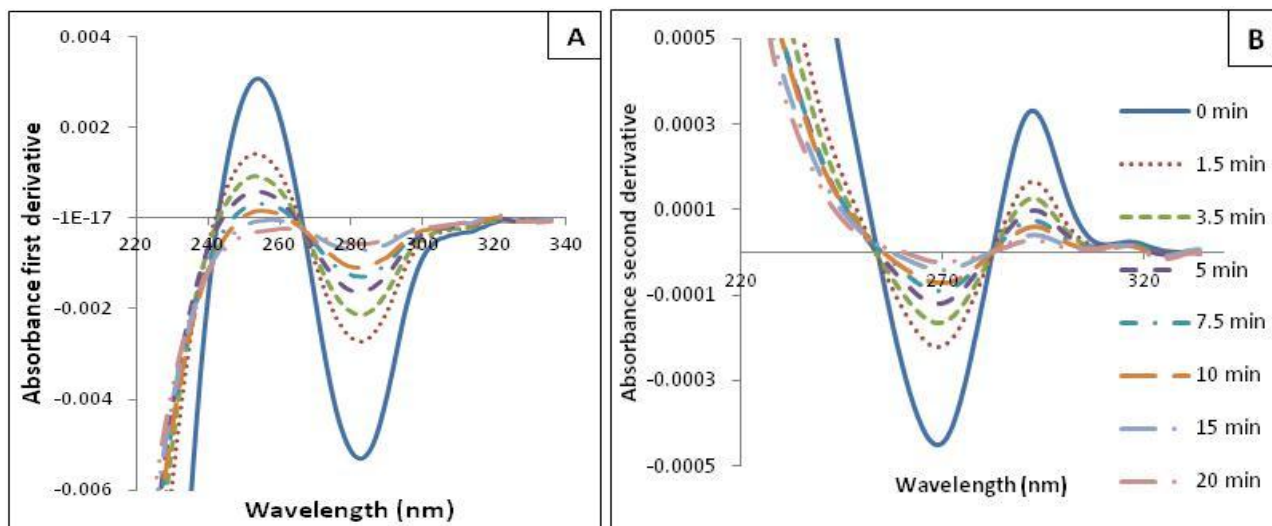 A
Absorbance first derivative
0.004
0.002
-1E-17
-0.002
-0.004
-0.006
220
240
260
280
300
320
340
Wavelength (nm)
B
Absorbance second derivative
0.0005
0.0003
0.0001
-0.0001
-0.0003
-0.0005
220
270
320
Wavelength (nm)
0 min
1.5 min
3.5 min
5 min
7.5 min
10 min
15 min
20 min